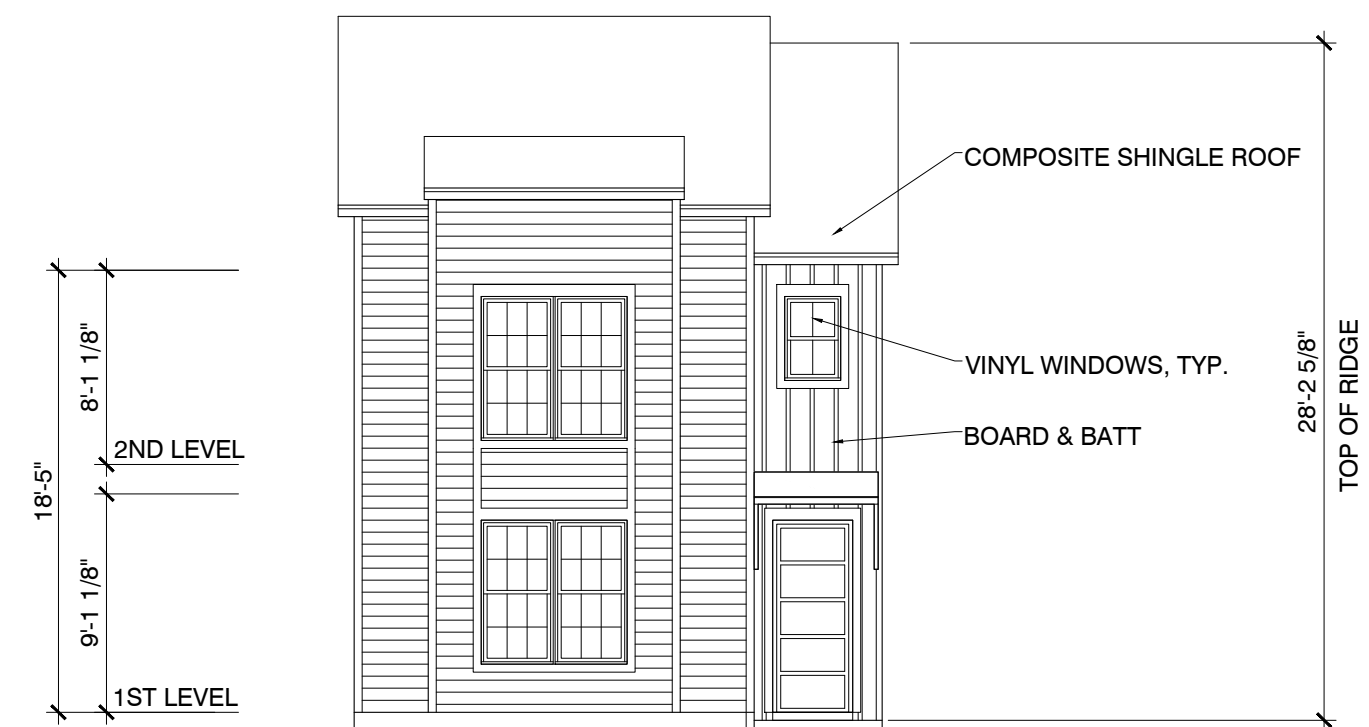 COMPOSITE SHINGLE ROOF
VINYL WINDOWS, TYP.
BOARD & BATT
8'-1 1/8"
2ND LEVEL
18'-5"
9'-1 1/8"
1ST LEVEL
28'-2 5/8"
TOP OF RIDGE